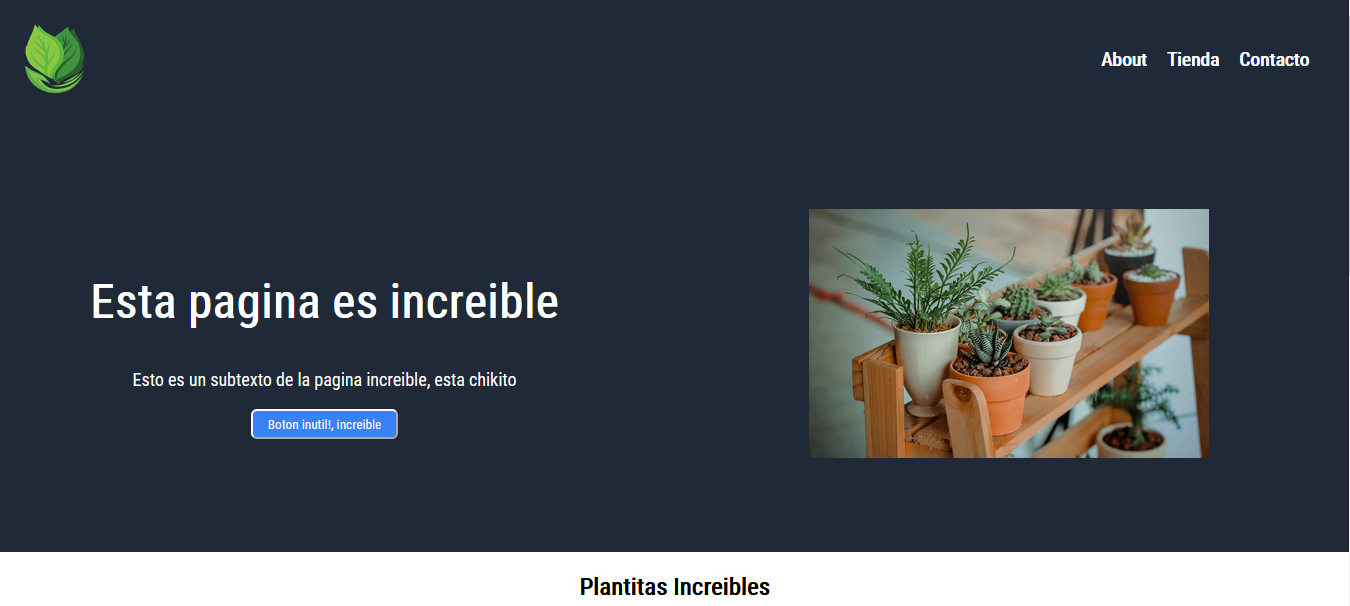 About Tienda Contacto
Esta pagina es increible
Esto es un subtexto de la pagina increible, esta chikito
Boton inutil!, increible
Plantitas Increibles